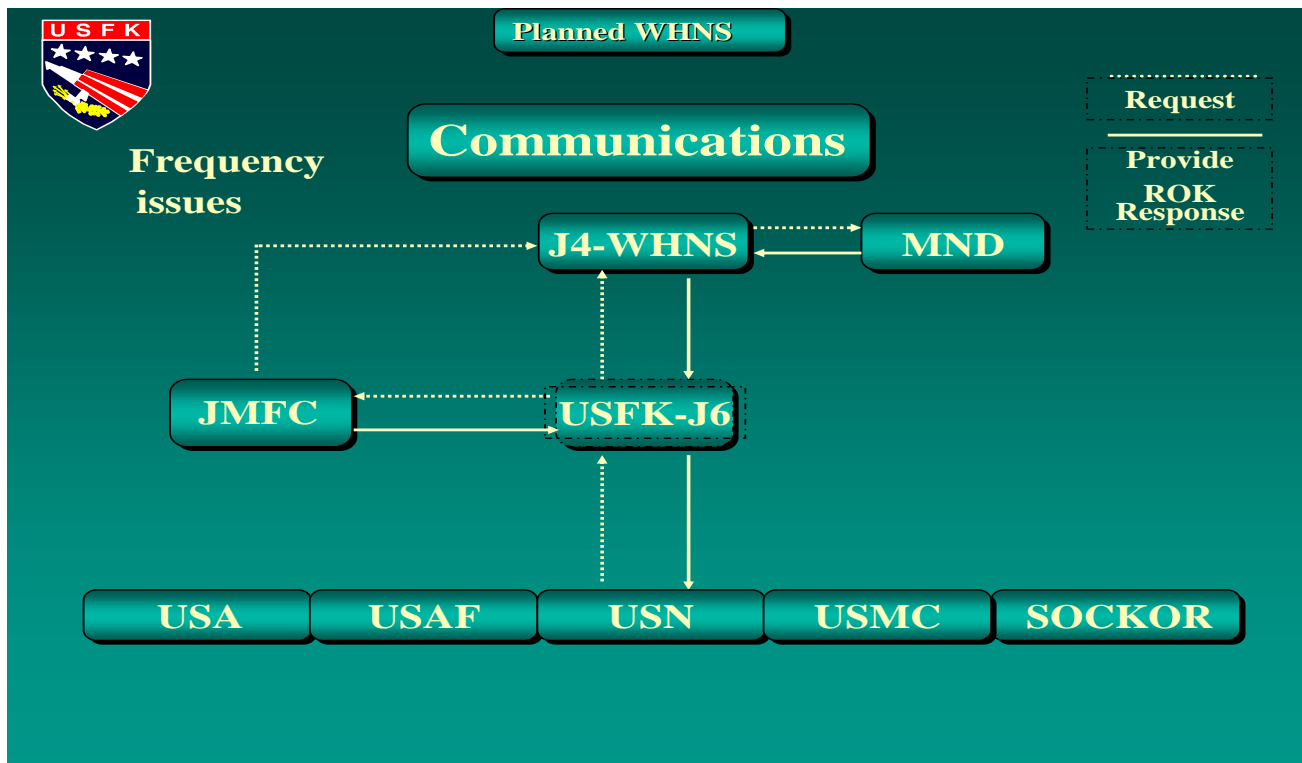 USFK
Planned WHNS
Request
Communications
Frequency
issues
Provide
ROK
Response
J4-WHNS
MND
JMFC
USFK-J6
USA
USAF
USN
USMC
SOCKOR